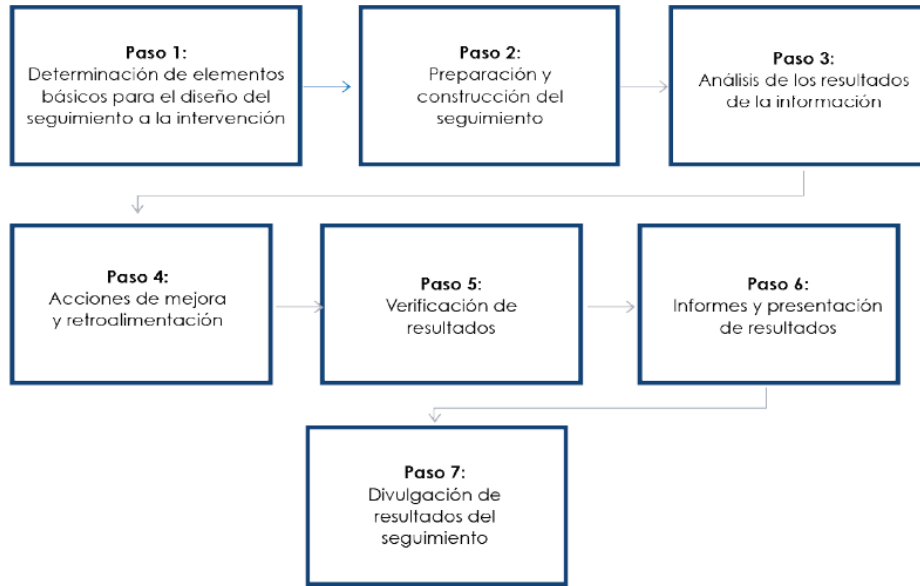 Paso 1:
Determinación de elementos
básicos para el diseño del
seguimiento a la intervención
Paso 2:
Preparación y
construcción del
seguimiento
Paso 3:
Análisis de los resultados
de la información
Paso 4:
Acciones de mejora
y retroalimentación
Paso 5:
Verificación de
resultados
Paso 6:
Informes y presentación
de resultados
Paso 7:
Divulgación de
resultados del
seguimiento